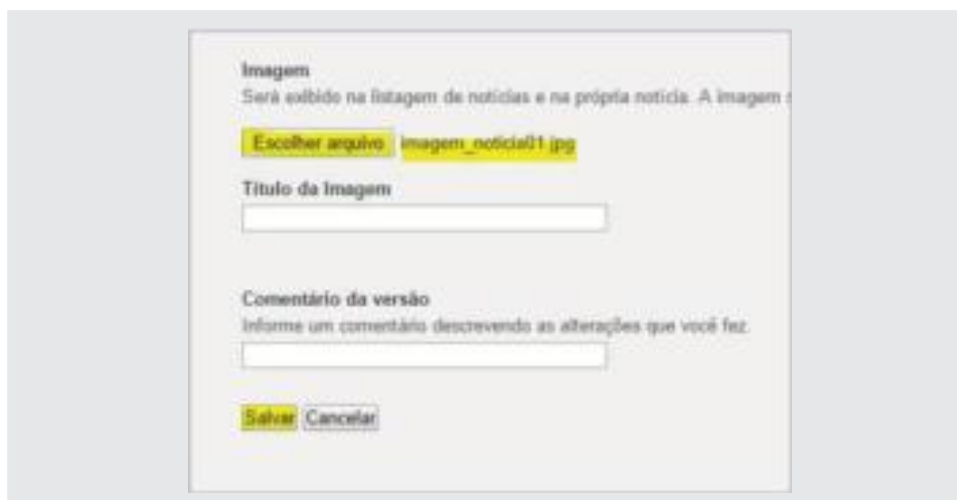 Imagem
Será exibido na listagem de notícias e na própria notícia. A imagem
Escolher arquivo imagem_noticia01.jpg
Título da Imagem
Comentário da versão
Informe um comentário descrevendo as alterações que você fez.
Salvar Cancelar